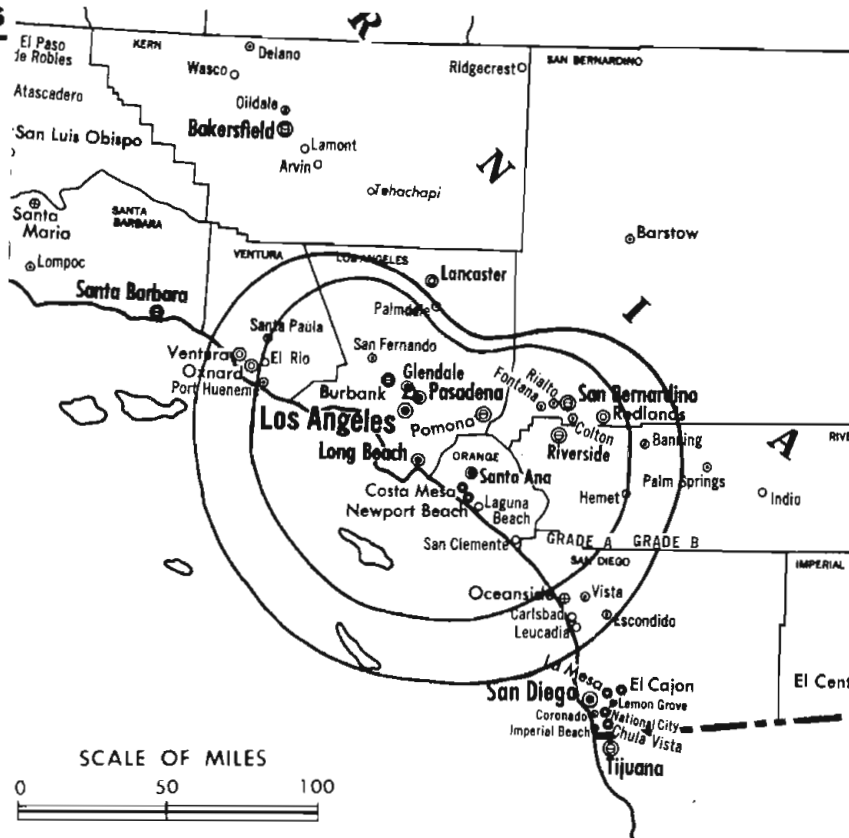 S
R
N
I
A
El Paso
de Robles
KERN
Delano
Wasco
Ridgecrest
SAN BERNARDINO
Atascadero
Oildale
Bakersfield
San Luis Obispo
Lamont
Arvin
Tehachapi
Santa
Maria
SANTA
BARBARA
Barstow
VENTURA
LOS ANGELES
Lompoc
Lancaster
Santa Barbara
Palmdale
Santa Paula
San Fernando
Ventura
El Rio
Oxnard
Port Hueneme
Glendale
Burbank
Pasadena
Fontana
Rialto
San Bernardino
Redlands
Los Angeles
Pomona
Colton
Riverside
Banning
RIVE
Long Beach
ORANGE
Santa Ana
Palm Springs
Costa Mesa
Newport Beach
Laguna
Beach
Hemet
Indio
San Clemente
GRADE A GRADE B
SAN DIEGO
IMPERIAL
Oceanside
Vista
Carlsbad
Leucadia
Escondido
La Mesa
El Cajon
El Cent
San Diego
Lemon Grove
Coronado
National City
Imperial Beach
Chula Vista
Tijuana
SCALE OF MILES
0 50 100